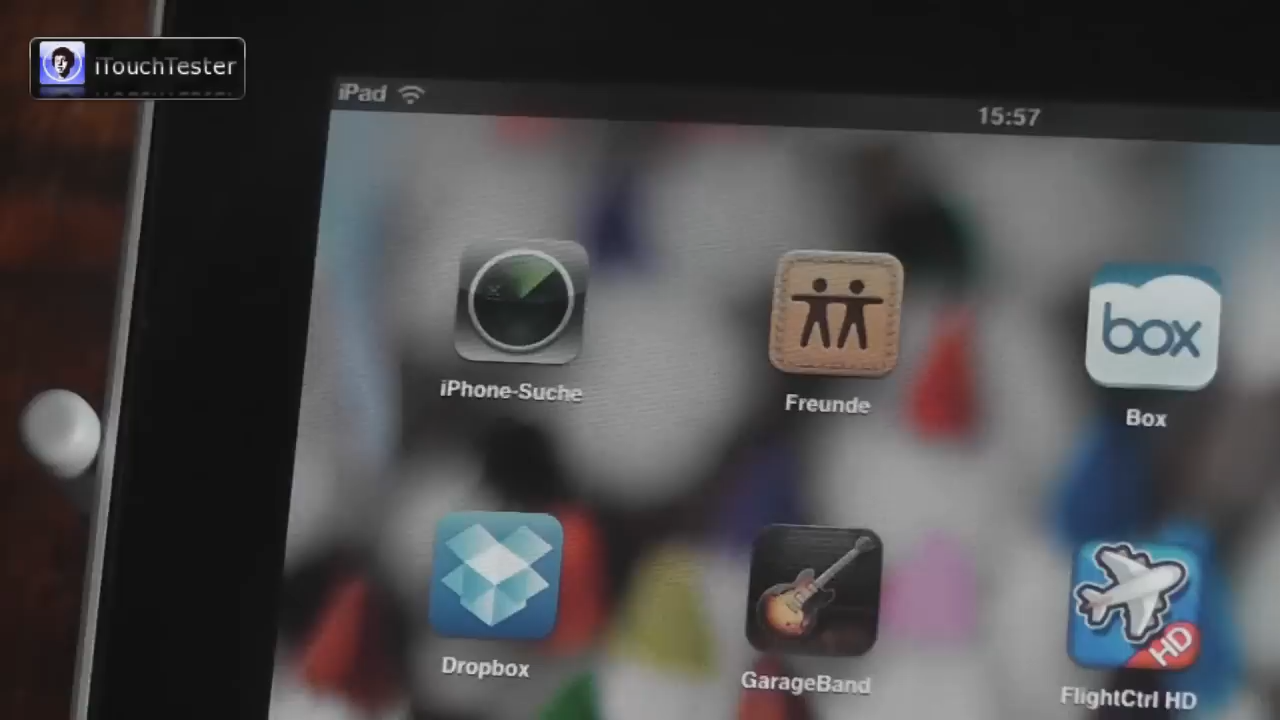 iTouchTester
iPad
15:57
box
iPhone-Suche
Freunde
Box
HD
Dropbox
GarageBand
FlightCtrl HD